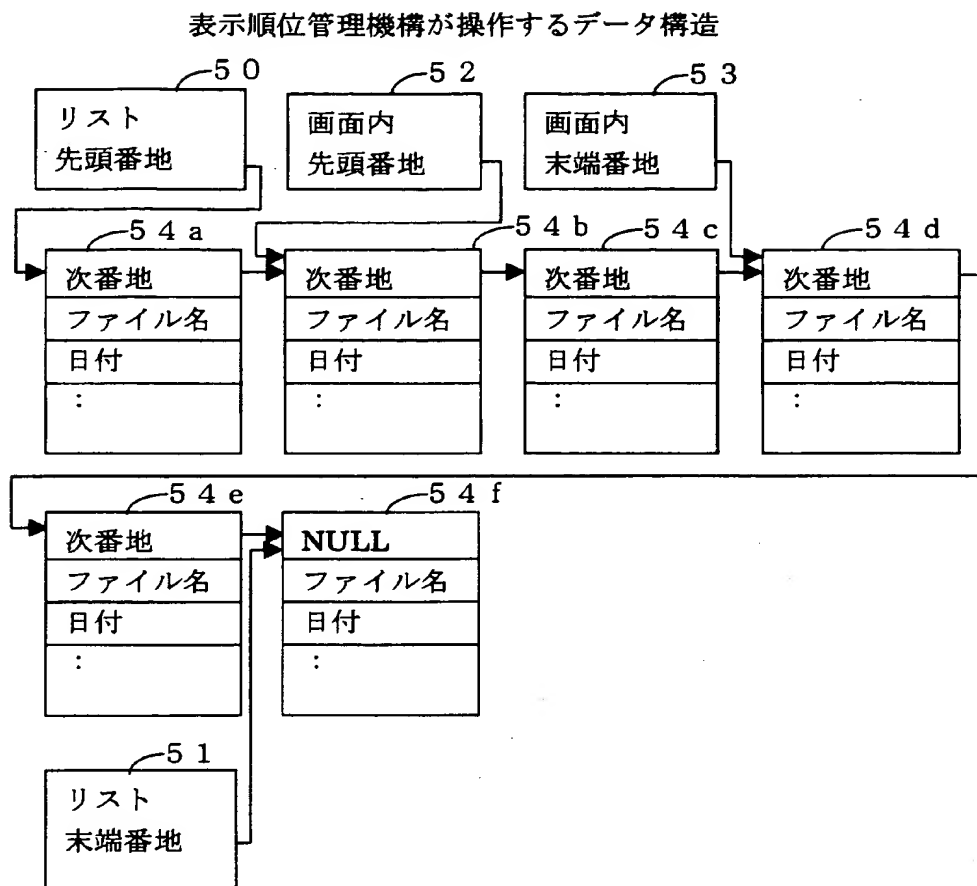 表示順位管理機構が操作するデータ構造
50
52
53
リスト
先頭番地
画面内
先頭番地
画面内
末端番地
54a
54b
54c
54d
次番地
ファイル名
日付
:
次番地
ファイル名
日付
:
次番地
ファイル名
日付
:
次番地
ファイル名
日付
:
54e
54f
次番地
ファイル名
日付
:
NULL
ファイル名
日付
:
51
リスト
末端番地